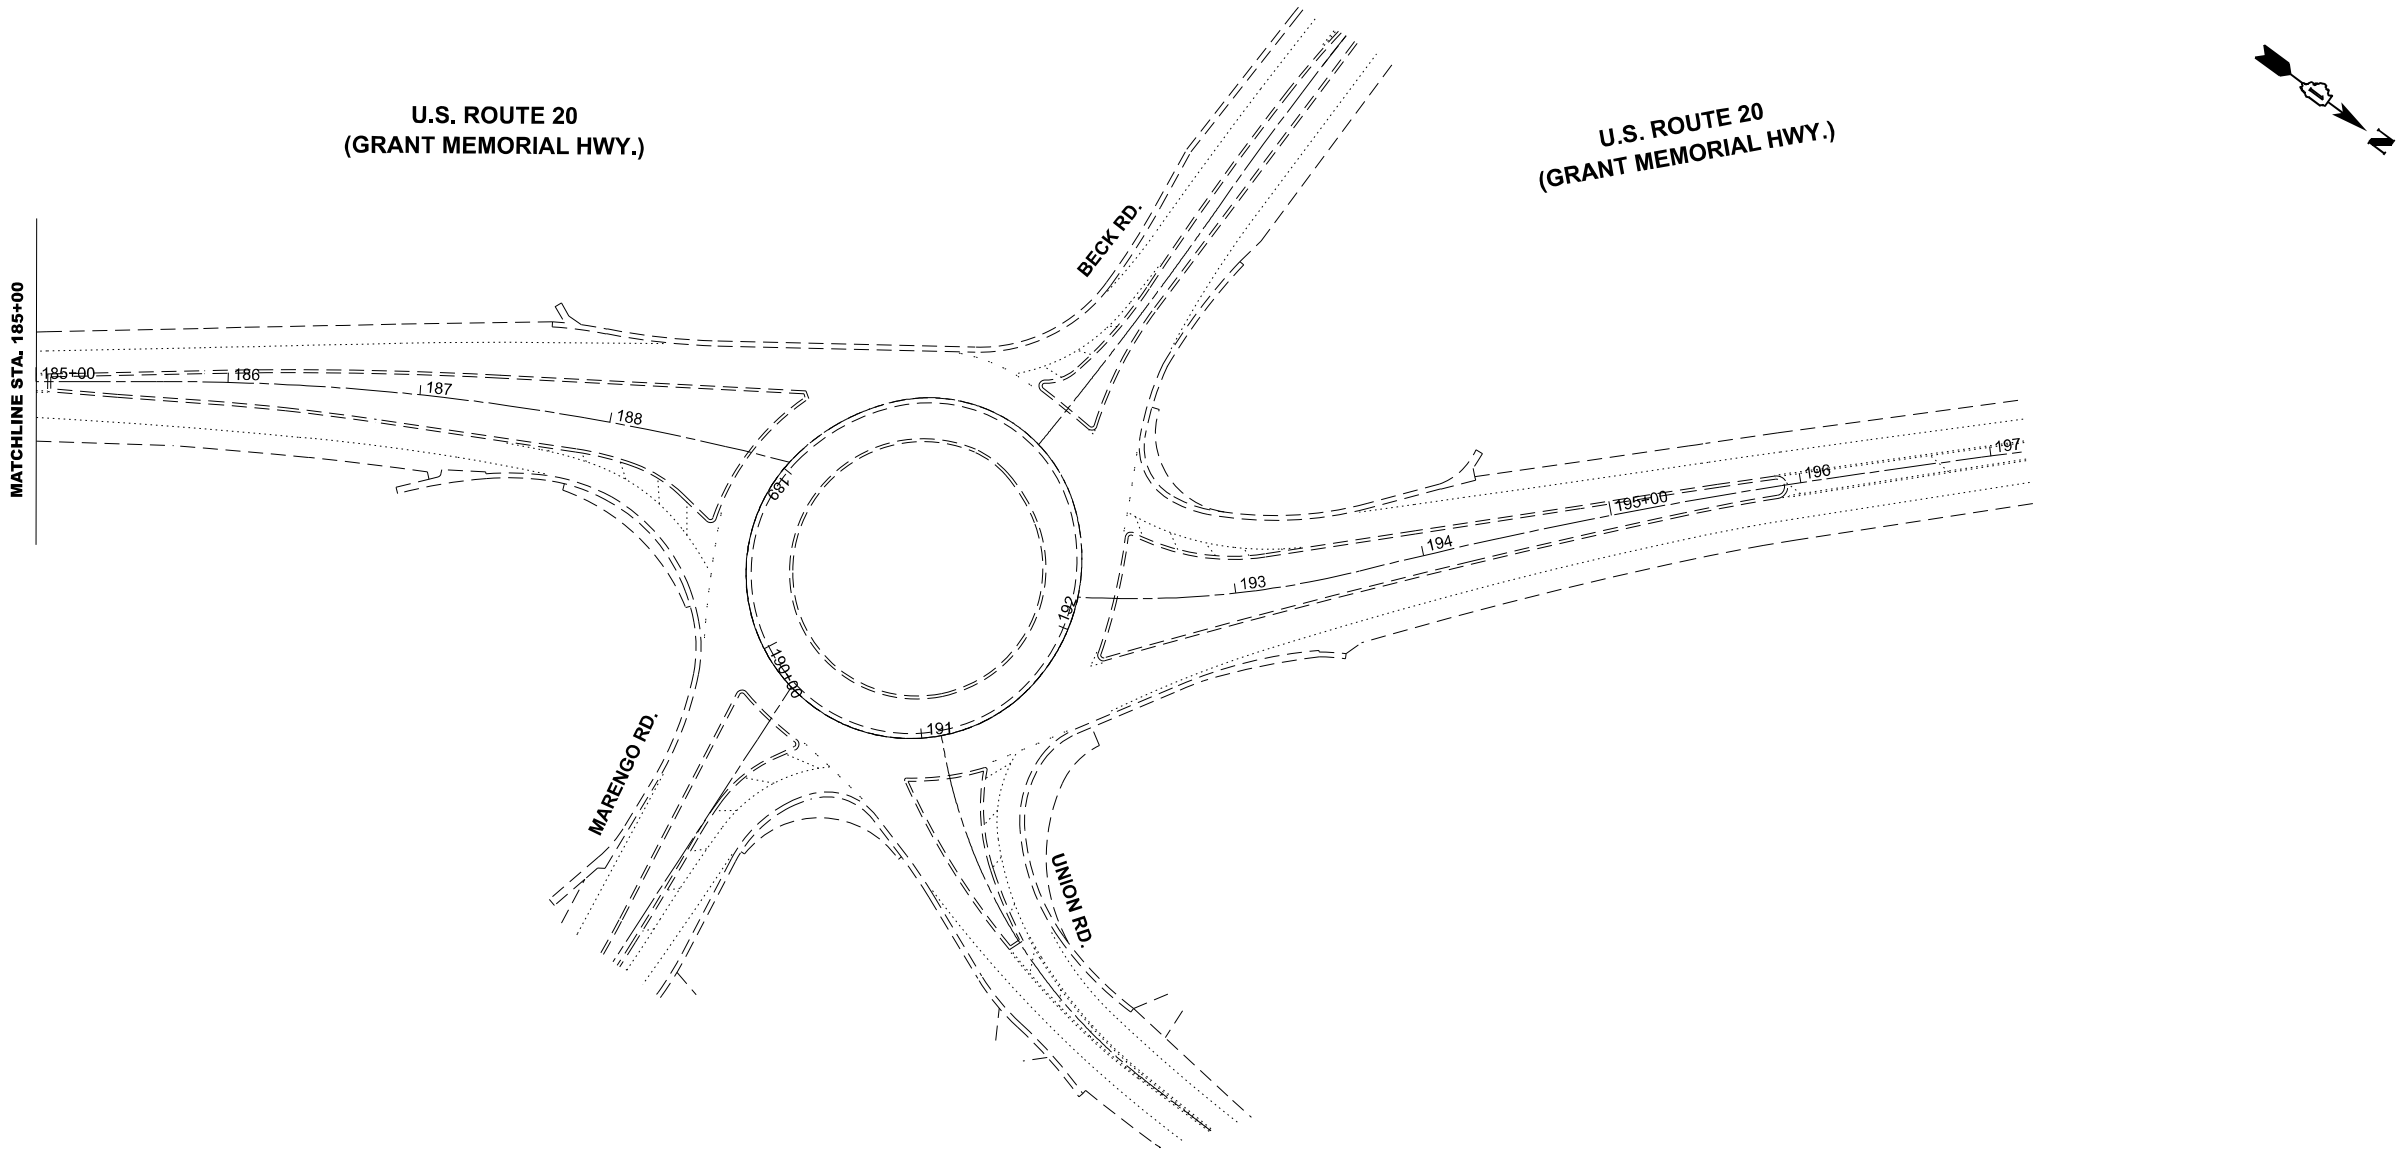 U.S. ROUTE 20
(GRANT MEMORIAL HWY.)
U.S. ROUTE 20
(GRANT MEMORIAL HWY.)
N
BECK RD.
MATCHLINE STA. 185+00
185+00
186
187
188
189
190+00
191
192
193
194
195+00
196
197
MARENGO RD.
UNION RD.